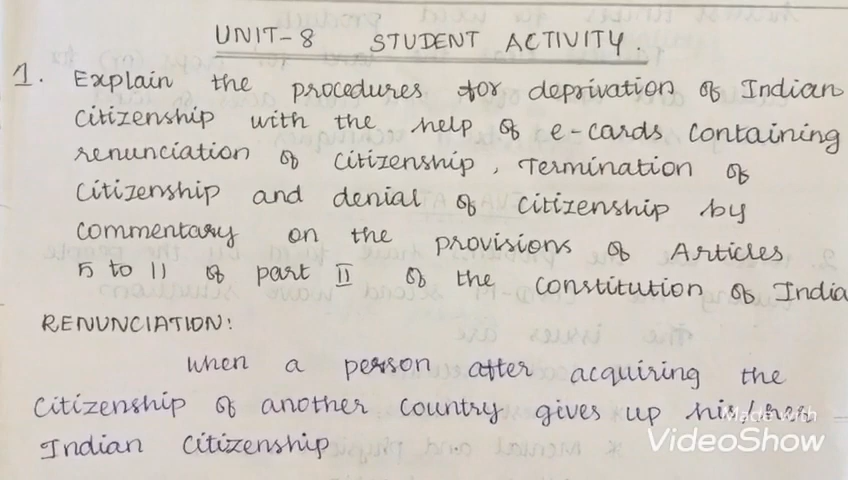 UNIT-8 STUDENT ACTIVITY.
1. Explain the procedures for deprivation of Indian
citizenship with the help of e-cards containing
renunciation of citizenship, Termination of
citizenship and denial of citizenship by
commentary on the provisions of Articles
5 to 11 of part II of the constitution of India
RENUNCIATION:
when a person after acquiring the
citizenship of another country gives up his/her
Indian citizenship
Made with
VideoShow